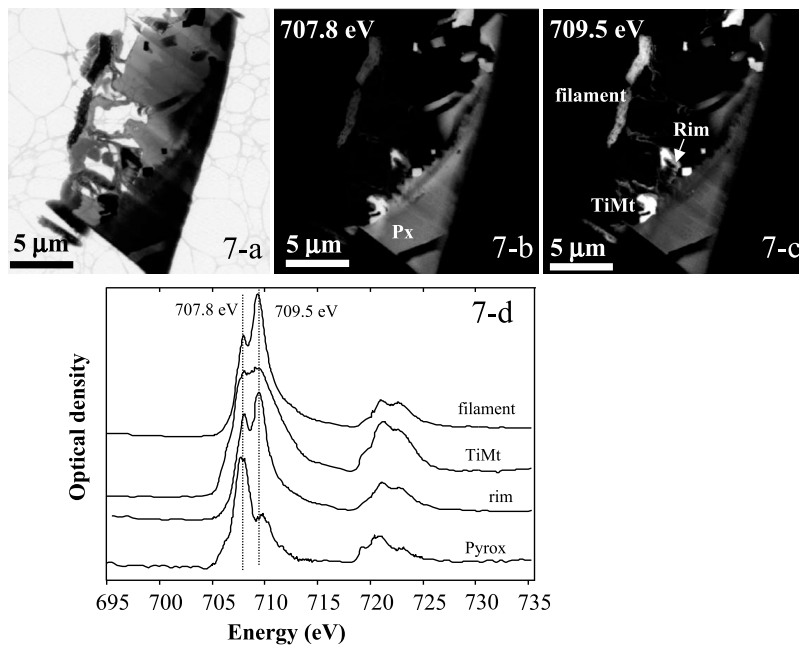 5 μm
7-a
707.8 eV
Px
5 μm
7-b
709.5 eV
filament
Rim
TiMt
5 μm
7-c
7-d
707.8 eV
709.5 eV
filament
TiMt
rim
Pyrox
Optical density
695 700 705 710 715 720 725 730 735
Energy (eV)